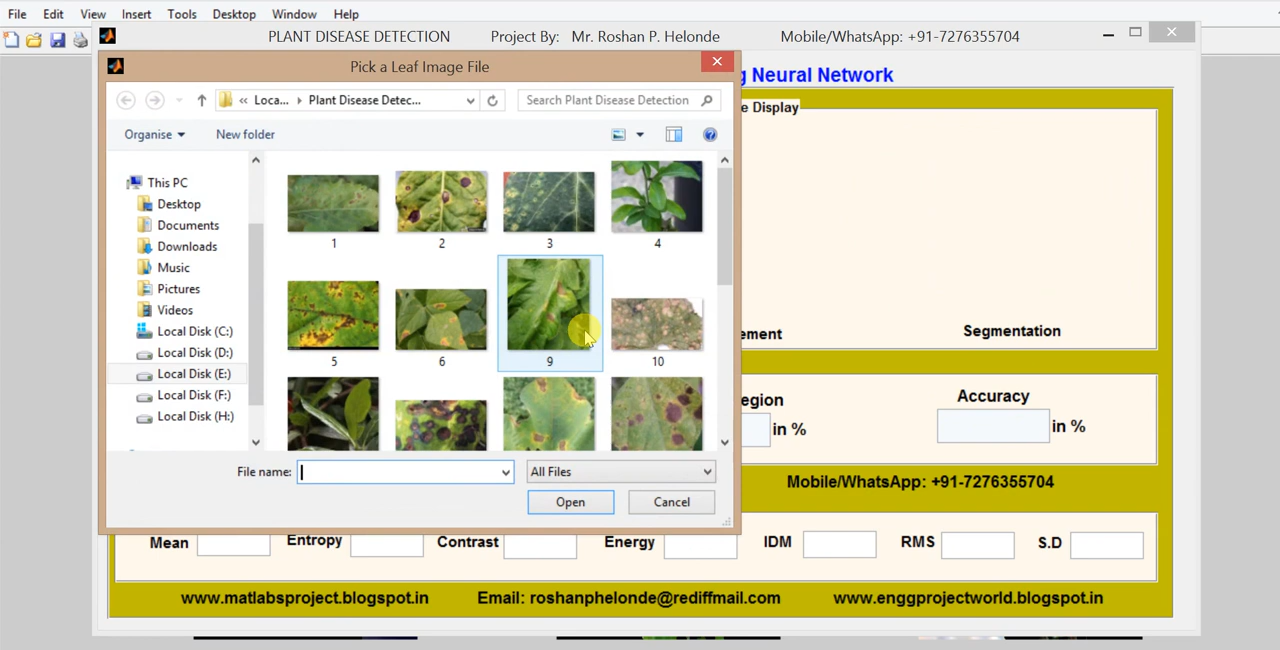 File Edit View Insert Tools Desktop Window Help
PLANT DISEASE DETECTION Project By: Mr. Roshan P. Helonde Mobile/WhatsApp: +91-7276355704
Pick a Leaf Image File
Neural Network
« Loca... Plant Disease Detec... Search Plant Disease Detection
e Display
Organise New folder
This PC
Desktop
Documents
Downloads
Music
Pictures
Videos
Local Disk (C:)
Local Disk (D:)
Local Disk (E:)
Local Disk (F:)
Local Disk (H:)
1 2 3 4
5 6 9 10
ement Segmentation
egion Accuracy
in % in %
File name: All Files
Open Cancel
Mobile/WhatsApp: +91-7276355704
Mean Entropy Contrast Energy IDM RMS S.D
www.matlabsproject.blogspot.in Email: roshanphelonde@rediffmail.com www.enggprojectworld.blogspot.in